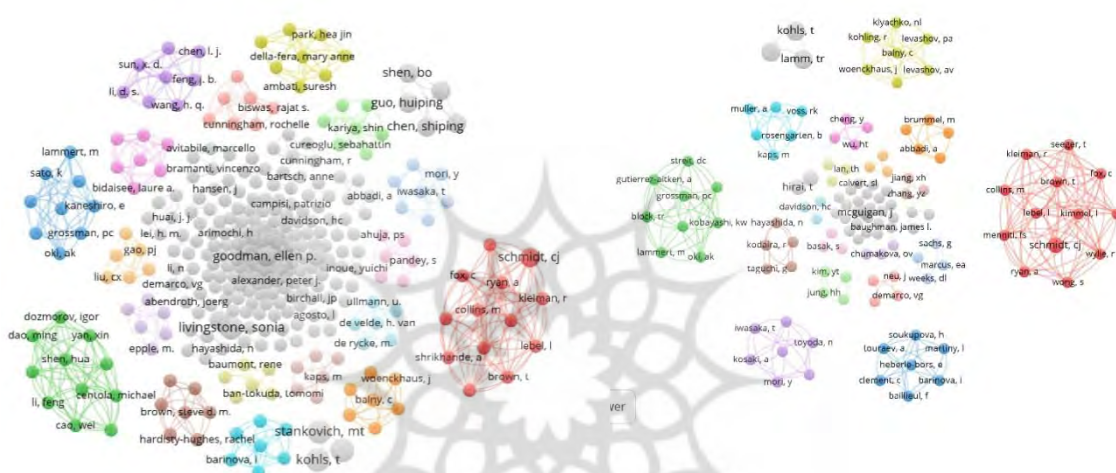 park, hea jin
chen, l. j.
sun, x. d.
della-fera, mary anne
feng, j. b.
shen, bo
li, d. s.
ambati, suresh
wang, h. q.
biswas, rajat s.
guo, huiping
cunningham, rochelle
kariya, shin
chen, shiping
lammert, m
avitabile, marcello
cureoglu, sebahattin
sato, k
bramanti, vincenzo
cunningham, r
mori, y
bidaisee, laure a.
hansen, j
bartsch, anne
abbadi, a
iwasaka, t
kaneshiro, e
campisi, patrizio
huai, j. j.
davidson, hc
grossman, pc
lei, h. m.
arimochi, h
ahuja, ps
gao, pj
oki, ak
goodman, ellen p.
pandey, s
liu, cx
li, n
inoue, yuichi
schmidt, cj
demarco, vg
alexander, peter j.
fox, c
ryan, a
abendroth, joerg
birchall, jp
ullmann, u.
kleiman, r
dozmorov, igor
agosto, l
collins, m
dao, ming
yan, xin
livingstone, sonia
de velde, h. van
epple, m.
lebel, l
shen, hua
hayashida, n
de rycke, m.
shrikhande, a
baumont, rene
centola, michael
kaps, m
woenckhaus, j
brown, t
li, feng
ban-tokuda, tomomi
balny, c
brown, steve d. m.
cao, wei
hardisty-hughes, rachel
stankovich, mt
barinova, i
kohls, t
kohls, t
klyachko, nl
kohling, r
levashov, pa
lamm, tr
balny, c
woenckhaus, j
levashov, av
muller, a
voss, rk
cheng, y
brummel, m
rosengarten, b
wu, ht
abbadi, a
kaps, m
seeger, t
streit, dc
kleiman, r
fox, c
gutierrez-aitken, a
lan, th
jiang, xh
collins, m
brown, t
grossman, pc
hirai, t
calvert, sl
zhang, yz
block, tr
davidson, hc
mcguigan, j
lebel, l
kimmel, l
kobayashi, kw
hayashida, n
baughman, james l.
menniti, fs
schmidt, cj
lammert, m
kodaira, r
basak, s
chumakova, ov
sachs, g
wylie, r
oki, ak
taguchi, g
marcus, ea
ryan, a
kim, yt
neu, j
weeks, dl
wong, s
jung, hh
demarco, vg
iwasaka, t
toyoda, n
soukupova, h
kosaki, a
touraev, a
martiny, l
heberle-bors, e
mori, y
clement, c
barinova, i
baillieul, f
wer